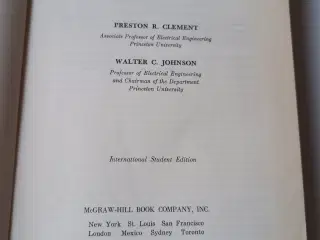 PRESTON R. CLEMENT
Associate Professor of Electrical Engineering
Princeton University
WALTER C. JOHNSON
Professor of Electrical Engineering
and Chairman of the Department
Princeton University
International Student Edition
McGRAW-HILL BOOK COMPANY, INC.
New York St. Louis San Francisco
London Mexico Sydney Toronto